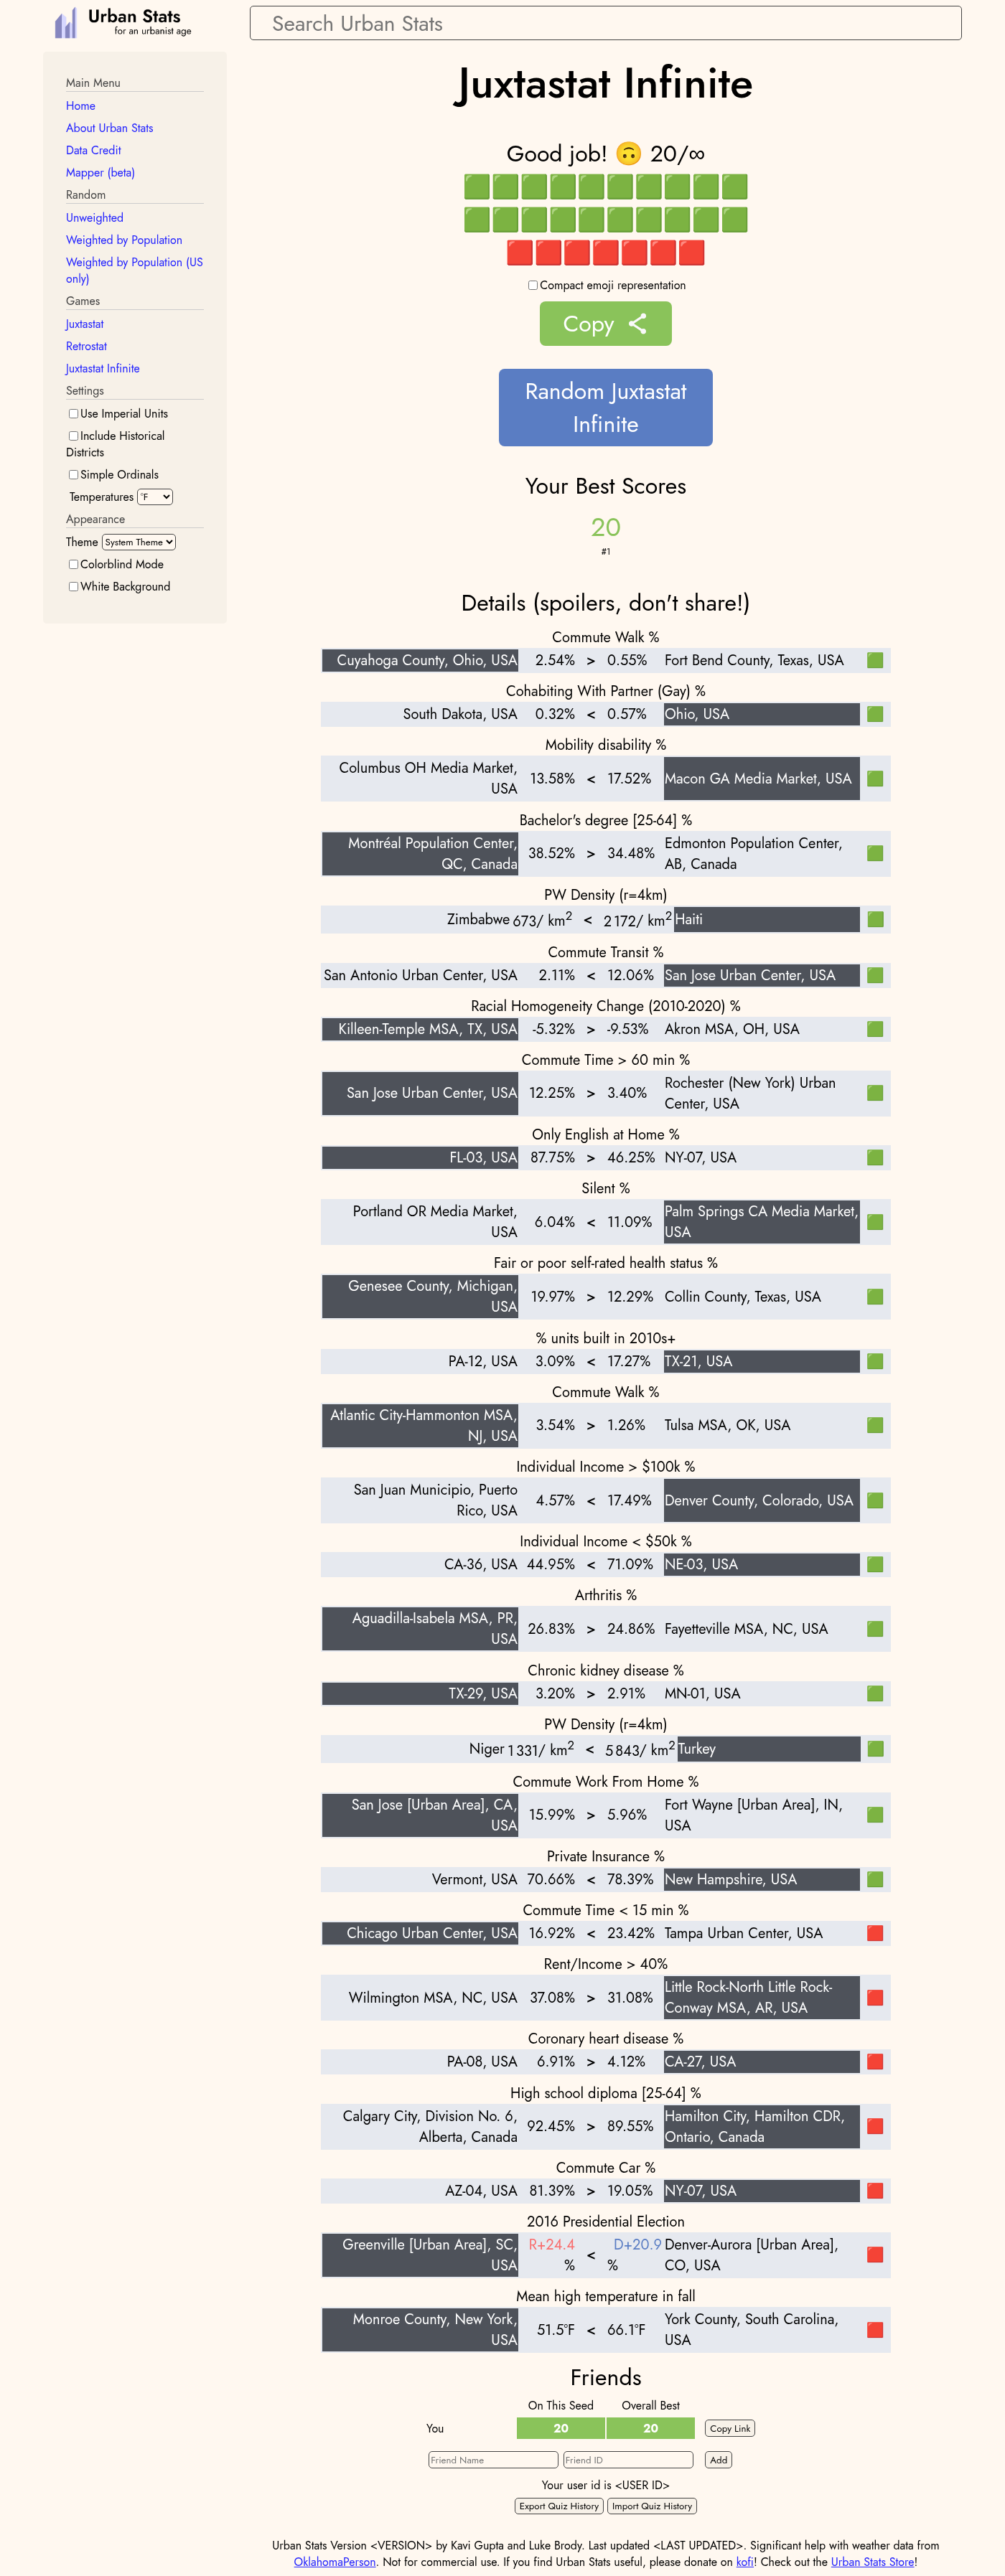 Urban Stats
for an urbanist age
Search Urban Stats
Main Menu
Home
About Urban Stats
Data Credit
Mapper (beta)
Random
Unweighted
Weighted by Population
Weighted by Population (US
only)
Games
Juxtastat
Retrostat
Juxtastat Infinite
Settings
Use Imperial Units
Include Historical
Districts
Simple Ordinals
Temperatures °F
Appearance
Theme System Theme
Colorblind Mode
White Background
Juxtastat Infinite
Good job! 🙃 20/∞
🟩🟩🟩🟩🟩🟩🟩🟩🟩🟩
🟩🟩🟩🟩🟩🟩🟩🟩🟩🟩
🟥🟥🟥🟥🟥🟥🟥
Compact emoji representation
Copy
Random Juxtastat
Infinite
Your Best Scores
20
#1
Details (spoilers, don't share!)
Commute Walk %
Cuyahoga County, Ohio, USA 2.54% > 0.55% Fort Bend County, Texas, USA 🟩
Cohabiting With Partner (Gay) %
South Dakota, USA 0.32% < 0.57% Ohio, USA 🟩
Mobility disability %
Columbus OH Media Market,
USA 13.58% < 17.52% Macon GA Media Market, USA 🟩
Bachelor's degree [25-64] %
Montréal Population Center,
QC, Canada 38.52% > 34.48% Edmonton Population Center,
AB, Canada 🟩
PW Density (r=4km)
Zimbabwe 673/ km² < 2 172/ km² Haiti 🟩
Commute Transit %
San Antonio Urban Center, USA 2.11% < 12.06% San Jose Urban Center, USA 🟩
Racial Homogeneity Change (2010-2020) %
Killeen-Temple MSA, TX, USA -5.32% > -9.53% Akron MSA, OH, USA 🟩
Commute Time > 60 min %
San Jose Urban Center, USA 12.25% > 3.40% Rochester (New York) Urban
Center, USA 🟩
Only English at Home %
FL-03, USA 87.75% > 46.25% NY-07, USA 🟩
Silent %
Portland OR Media Market,
USA 6.04% < 11.09% Palm Springs CA Media Market,
USA 🟩
Fair or poor self-rated health status %
Genesee County, Michigan,
USA 19.97% > 12.29% Collin County, Texas, USA 🟩
% units built in 2010s+
PA-12, USA 3.09% < 17.27% TX-21, USA 🟩
Commute Walk %
Atlantic City-Hammonton MSA,
NJ, USA 3.54% > 1.26% Tulsa MSA, OK, USA 🟩
Individual Income > $100k %
San Juan Municipio, Puerto
Rico, USA 4.57% < 17.49% Denver County, Colorado, USA 🟩
Individual Income < $50k %
CA-36, USA 44.95% < 71.09% NE-03, USA 🟩
Arthritis %
Aguadilla-Isabela MSA, PR,
USA 26.83% > 24.86% Fayetteville MSA, NC, USA 🟩
Chronic kidney disease %
TX-29, USA 3.20% > 2.91% MN-01, USA 🟩
PW Density (r=4km)
Niger 1 331/ km² < 5 843/ km² Turkey 🟩
Commute Work From Home %
San Jose [Urban Area], CA,
USA 15.99% > 5.96% Fort Wayne [Urban Area], IN,
USA 🟩
Private Insurance %
Vermont, USA 70.66% < 78.39% New Hampshire, USA 🟩
Commute Time < 15 min %
Chicago Urban Center, USA 16.92% < 23.42% Tampa Urban Center, USA 🟥
Rent/Income > 40%
Wilmington MSA, NC, USA 37.08% > 31.08% Little Rock-North Little Rock-
Conway MSA, AR, USA 🟥
Coronary heart disease %
PA-08, USA 6.91% > 4.12% CA-27, USA 🟥
High school diploma [25-64] %
Calgary City, Division No. 6,
Alberta, Canada 92.45% > 89.55% Hamilton City, Hamilton CDR,
Ontario, Canada 🟥
Commute Car %
AZ-04, USA 81.39% > 19.05% NY-07, USA 🟥
2016 Presidential Election
Greenville [Urban Area], SC,
USA R+24.4
% < D+20.9
% Denver-Aurora [Urban Area],
CO, USA 🟥
Mean high temperature in fall
Monroe County, New York,
USA 51.5°F < 66.1°F York County, South Carolina,
USA 🟥
Friends
On This Seed Overall Best
You 20 20 Copy Link
Friend Name Friend ID Add
Your user id is <USER ID>
Export Quiz History Import Quiz History
Urban Stats Version <VERSION> by Kavi Gupta and Luke Brody. Last updated <LAST UPDATED>. Significant help with weather data from
OklahomaPerson. Not for commercial use. If you find Urban Stats useful, please donate on kofi! Check out the Urban Stats Store!